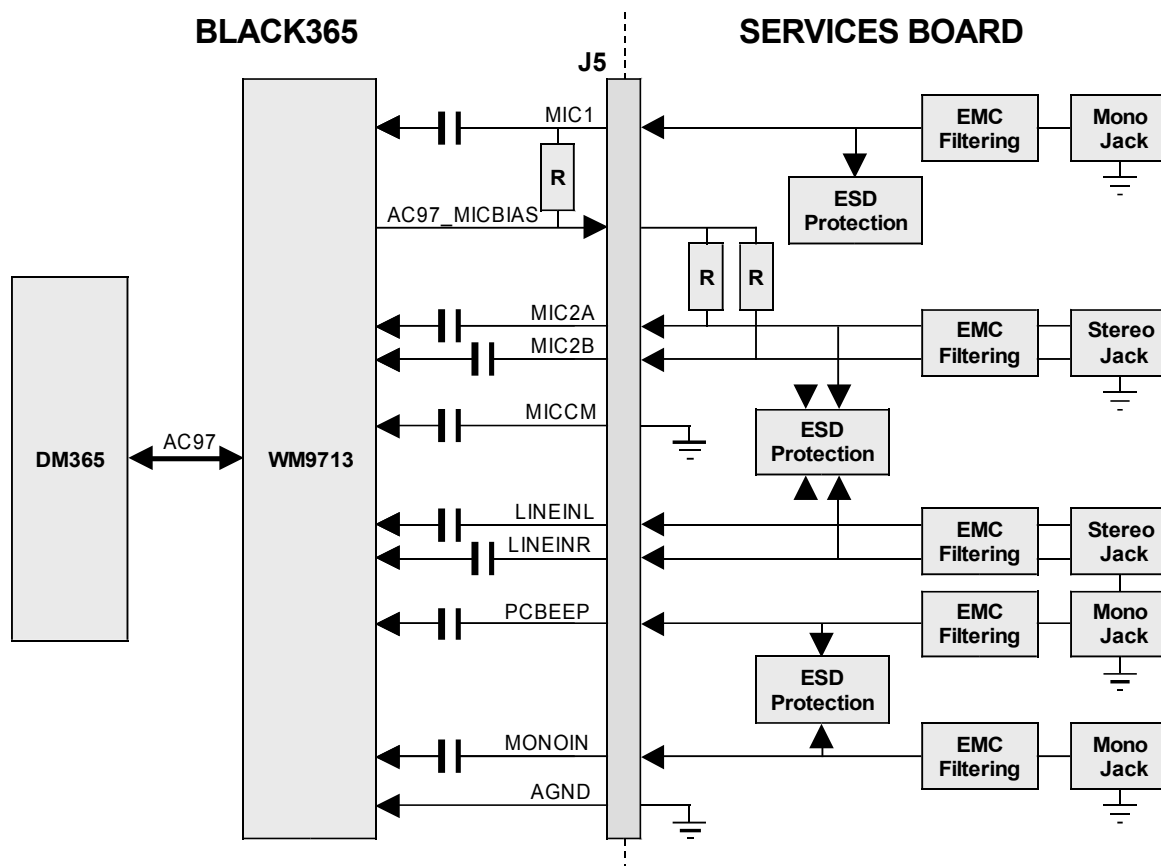 BLACK365
SERVICES BOARD
J5
MIC1
EMC
Filtering
Mono
Jack
R
ESD
Protection
AC97_MICBIAS
R
R
MIC2A
MIC2B
EMC
Filtering
Stereo
Jack
MICCM
ESD
Protection
DM365
AC97
WM9713
LINEINL
LINEINR
EMC
Filtering
Stereo
Jack
PCBEEP
EMC
Filtering
Mono
Jack
ESD
Protection
MONOIN
EMC
Filtering
Mono
Jack
AGND